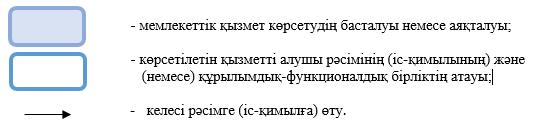 - мемлекеттік қызмет көрсетудің басталуы немесе аяқталуы;
- көрсетілетін қызметті алушы рәсімінің (іс-қимылының) және
(немесе) құрылымдық-функционалдық бірліктің атауы;
- келесі рәсімге (іс-қимылға) өту.